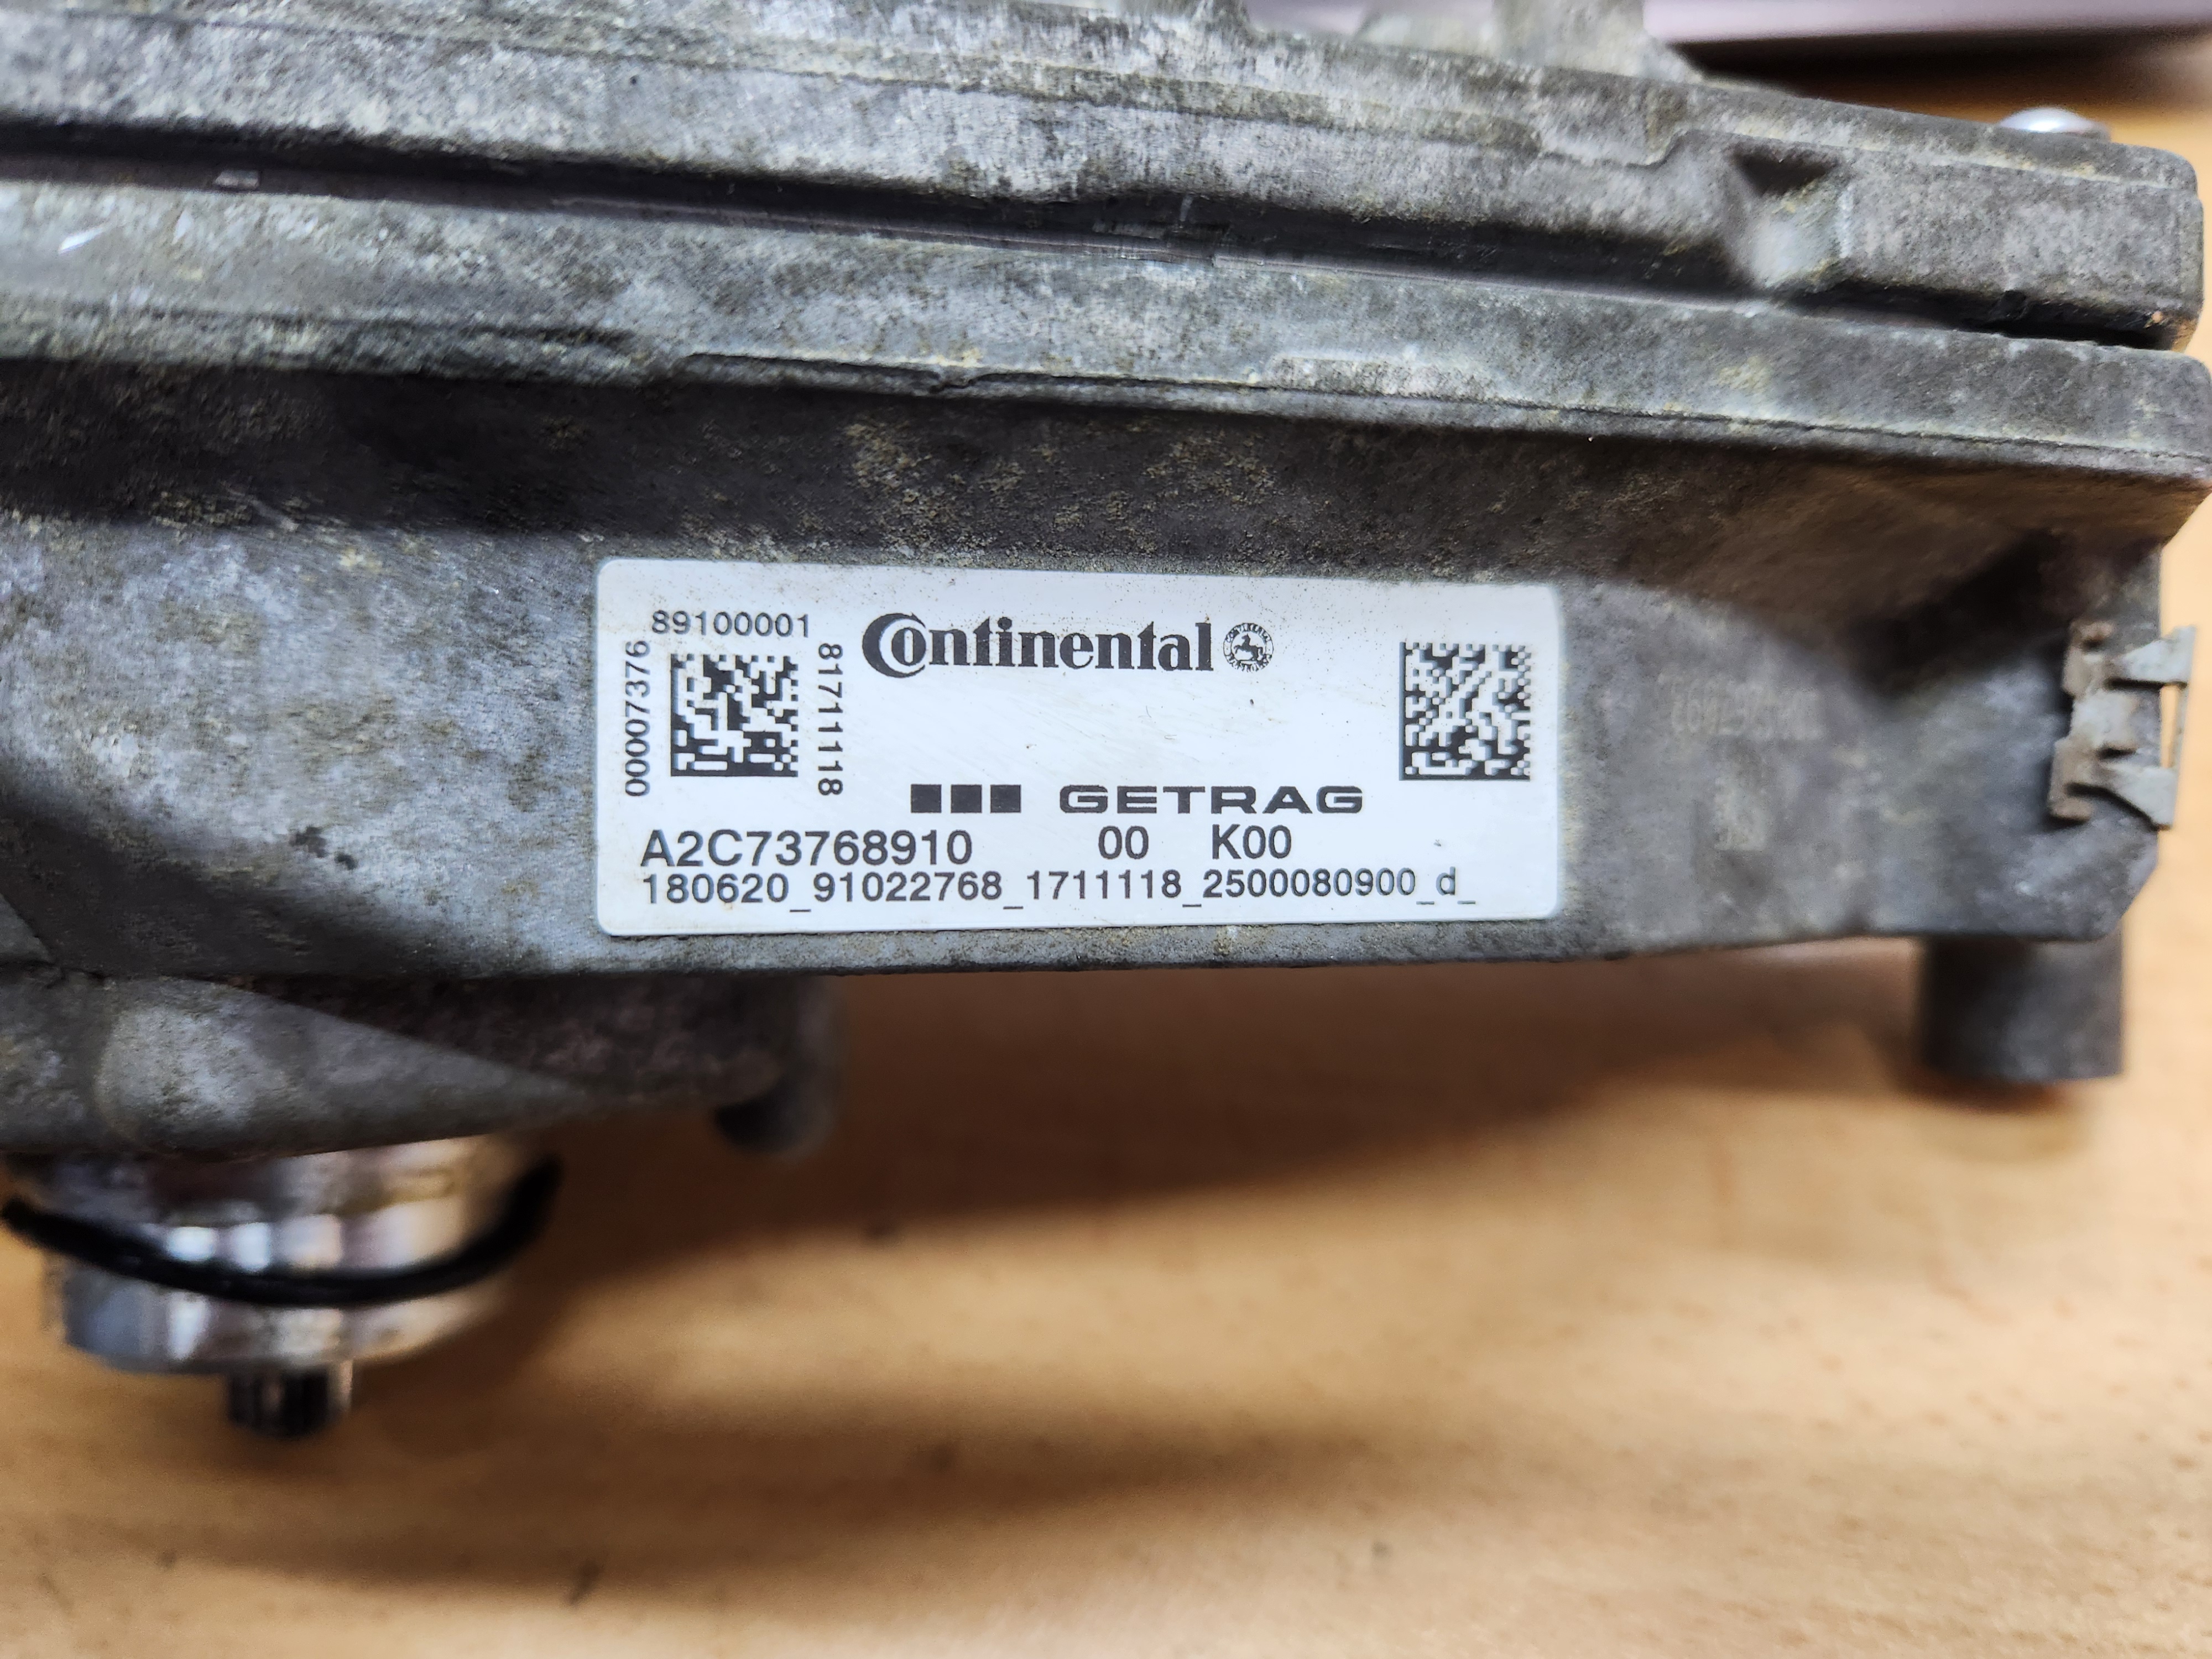 89100001
00007376
81711118
Continental
GETRAG
A2C73768910 00 K00
180620_91022768_1711118_2500080900_d_